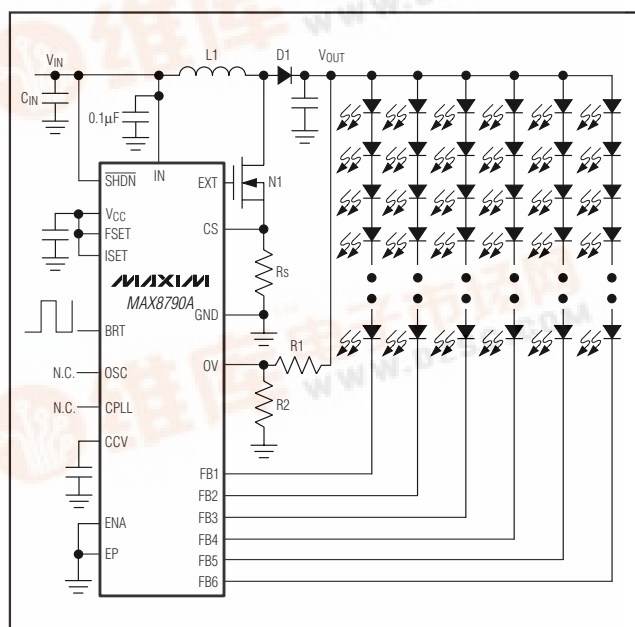 VIN L1 D1 VOUT
CIN
0.1µF
IN
SHDN EXT N1
VCC
FSET CS
ISET
MAXIM
MAX8790A
RS
GND
BRT
R1
OV
N.C. OSC
R2
N.C. CPLL
CCV
FB1
FB2
ENA FB3
FB4
EP FB5
FB6